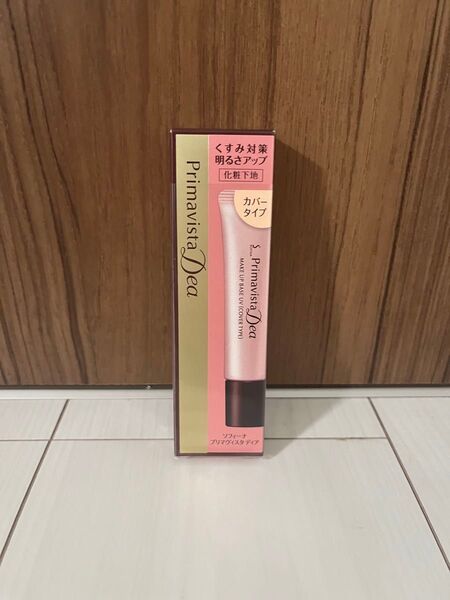 くすみ対策
明るさアップ
化粧下地
カバー
タイプ
Primavista Dea
Primavista Dea
MAKE UP BASE UV (COVER TYPE)
ソフィーナ
プリマヴィスタ ディア